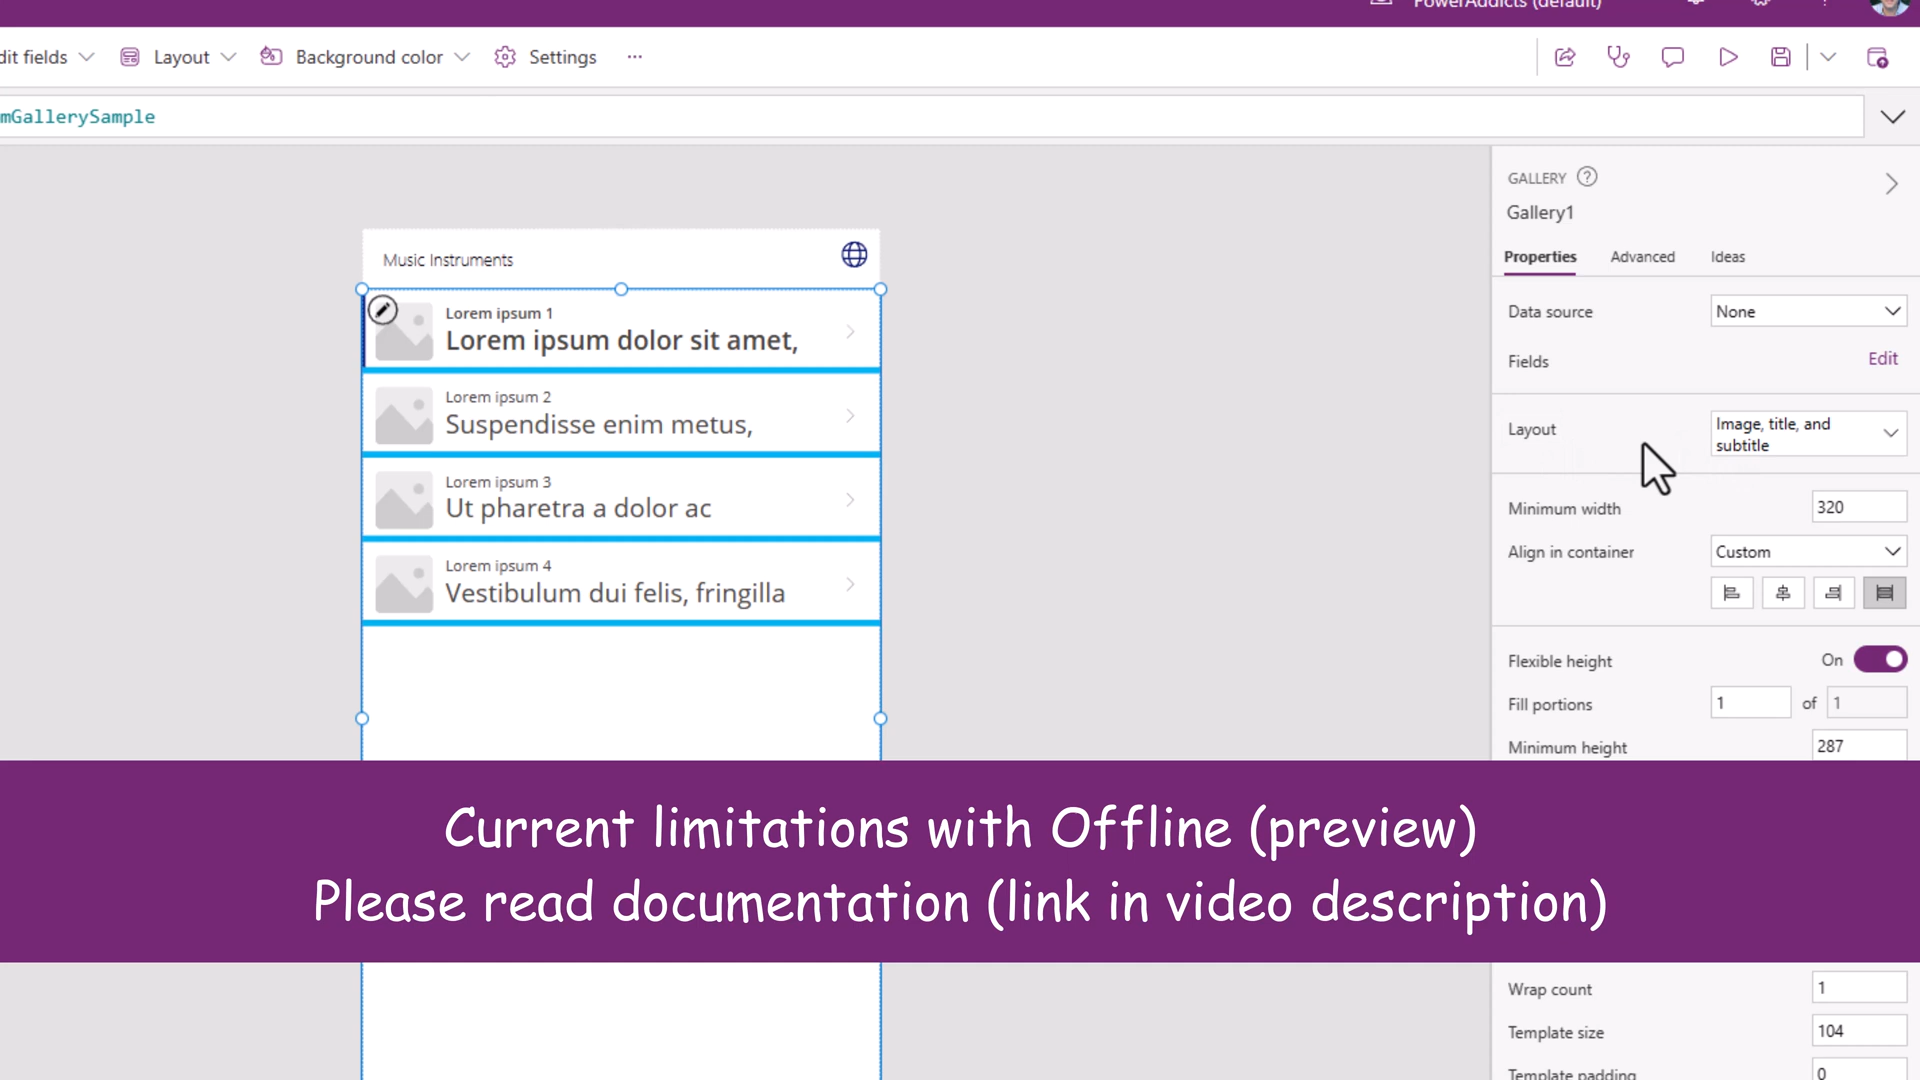 PowerAddicts (default)
dit fields
Layout
Background color
Settings
...
mGallerySample
GALLERY ?
Gallery1
Properties
Advanced
Ideas
Data source
None
Fields
Edit
Layout
Image, title, and
subtitle
Minimum width
320
Align in container
Custom
Flexible height
On
Fill portions
1
of
1
Minimum height
287
Music Instruments
Lorem ipsum 1
Lorem ipsum dolor sit amet,
Lorem ipsum 2
Suspendisse enim metus,
Lorem ipsum 3
Ut pharetra a dolor ac
Lorem ipsum 4
Vestibulum dui felis, fringilla
Current limitations with Offline (preview)
Please read documentation (link in video description)
Wrap count
1
Template size
104
Template padding
0